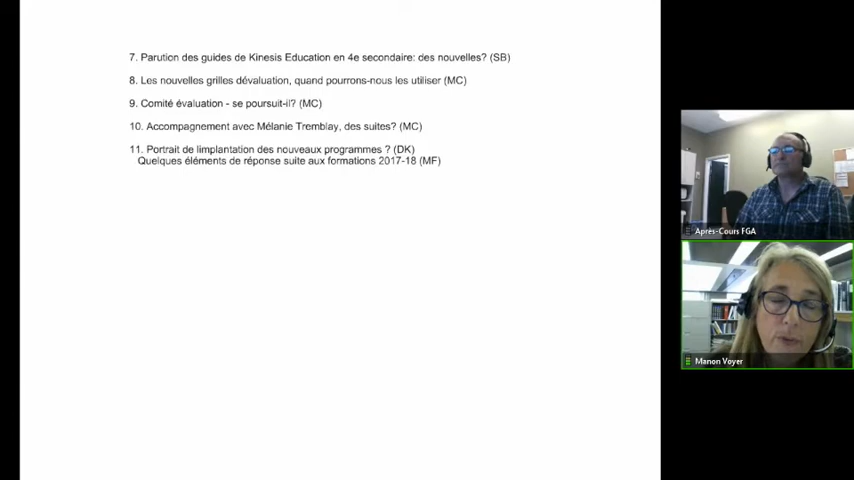 7. Parution des guides de Kinesis Education en 4e secondaire: des nouvelles? (SB)
8. Les nouvelles grilles dévaluation, quand pourrons-nous les utiliser (MC)
9. Comité évaluation - se poursuit-il? (MC)
10. Accompagnement avec Mélanie Tremblay, des suites? (MC)
11. Portrait de limplantation des nouveaux programmes ? (DK)
Quelques éléments de réponse suite aux formations 2017-18 (MF)
Après-Cours FGA
Manon Voyer